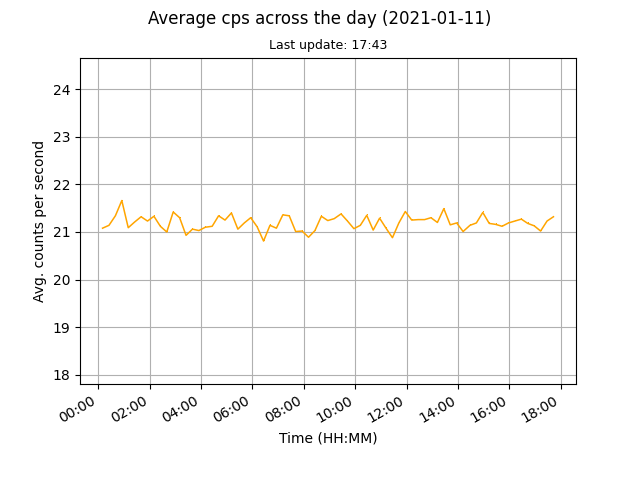 Average cps across the day (2021-01-11)
Last update: 17:43
24
23
22
21
20
19
18
Avg. counts per second
00:00 02:00 04:00 06:00 08:00 10:00 12:00 14:00 16:00 18:00
Time (HH:MM)